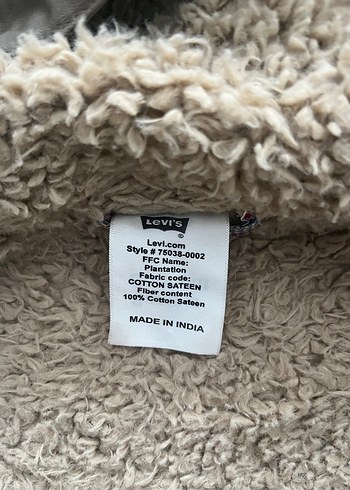 Levi's
Levi.com
Style # 75038-0002
FFC Name:
Plantation
Fabric code:
COTTON SATEEN
Fiber content
100% Cotton Sateen
MADE IN INDIA